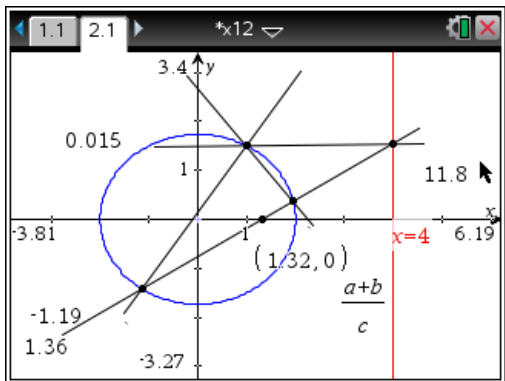 1.1 2.1 *x12
3.4 y
0.015
1
11.8
-3.81 1 x=4 6.19 x
(1.32,0)
a+b
c
-1.19
1.36
-3.27